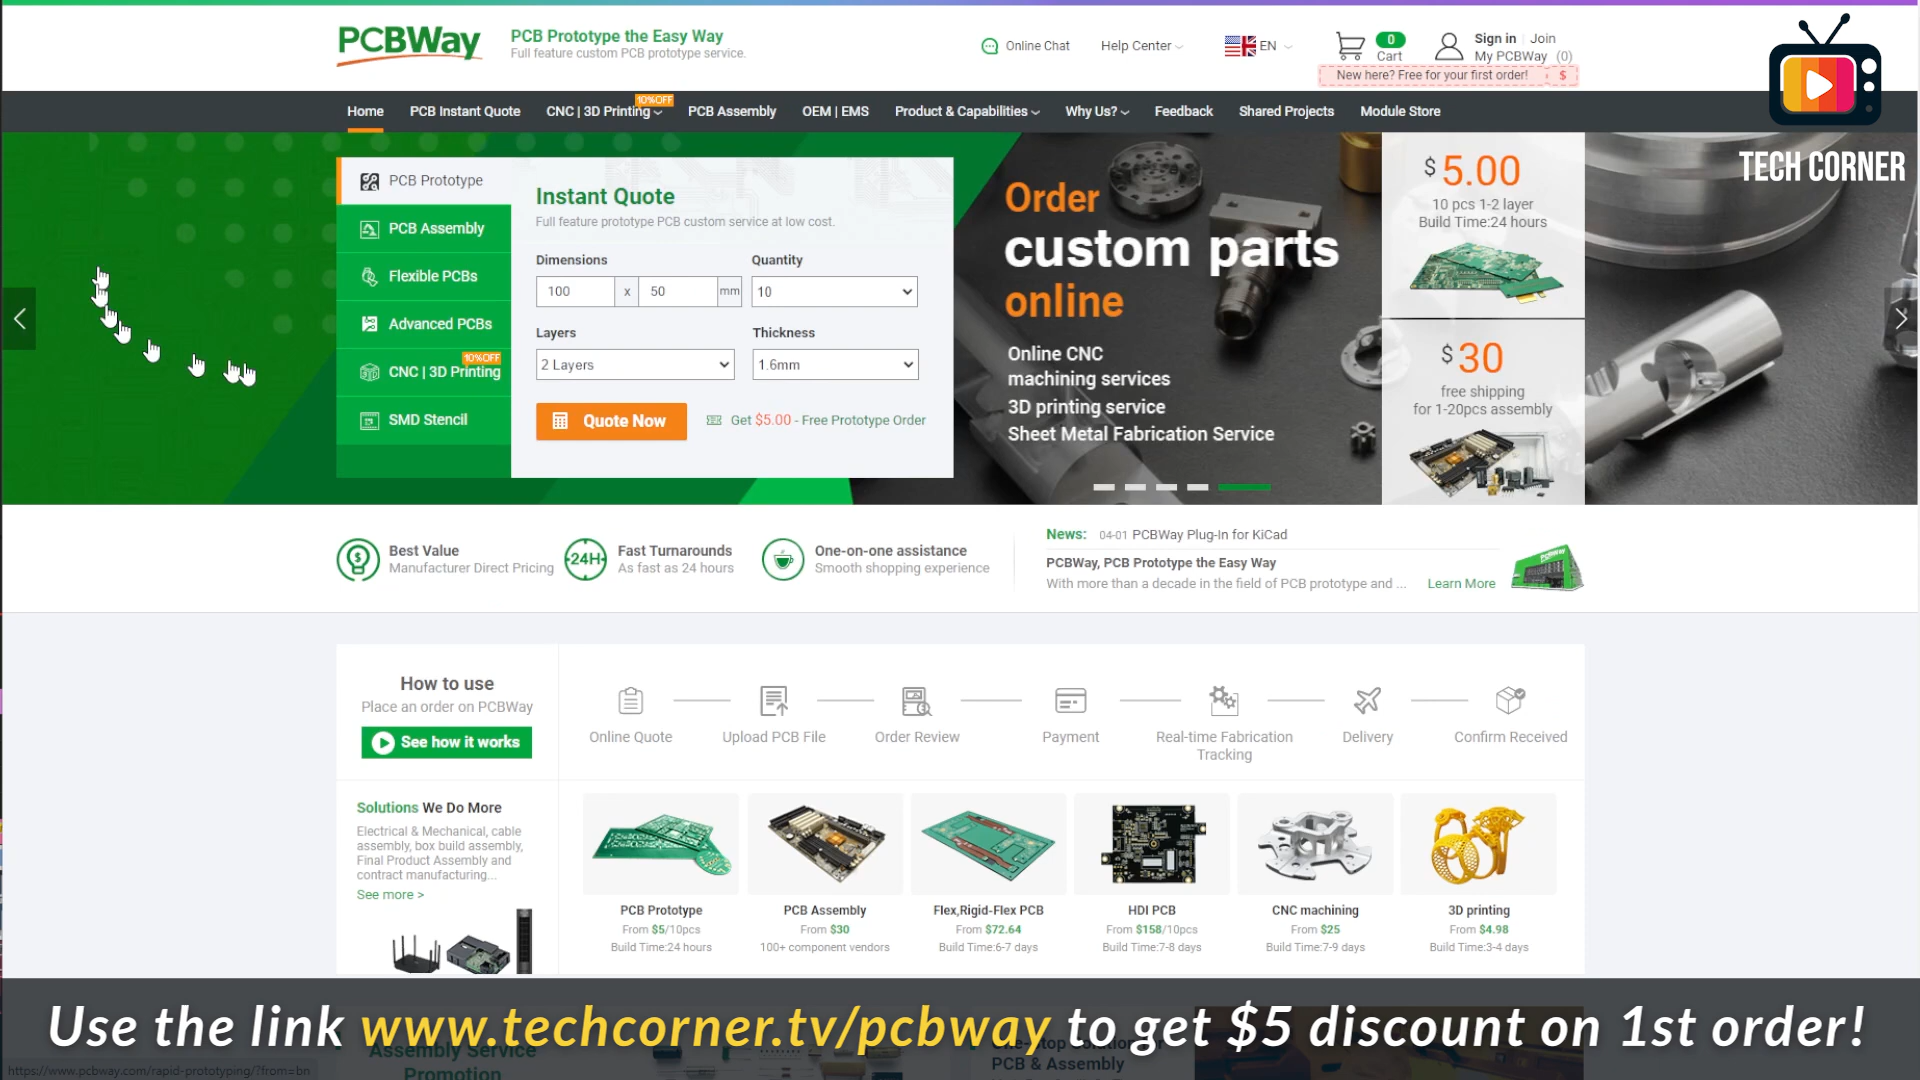 PCBWay
PCB Prototype the Easy Way
Full feature custom PCB prototype service.
Online Chat
Help Center
EN
0
Cart
Sign in | Join
My PCBWay (0)
New here? Free for your first order! $
TECH CORNER
Home
PCB Instant Quote
CNC | 3D Printing
10%OFF
PCB Assembly
OEM | EMS
Product & Capabilities
Why Us?
Feedback
Shared Projects
Module Store
PCB Prototype
PCB Assembly
Flexible PCBs
Advanced PCBs
10%OFF
CNC | 3D Printing
SMD Stencil
Instant Quote
Full feature prototype PCB custom service at low cost.
Dimensions
Quantity
100 x 50 mm
10
Layers
Thickness
2 Layers
1.6mm
Quote Now
Get $5.00 - Free Prototype Order
Order
custom parts
online
Online CNC
machining services
3D printing service
Sheet Metal Fabrication Service
$ 5.00
10 pcs 1-2 layer
Build Time:24 hours
$ 30
free shipping
for 1-20pcs assembly
Best Value
Manufacturer Direct Pricing
24H
Fast Turnarounds
As fast as 24 hours
One-on-one assistance
Smooth shopping experience
News: 04-01 PCBWay Plug-In for KiCad
PCBWay, PCB Prototype the Easy Way
With more than a decade in the field of PCB prototype and ... Learn More
PCBWay
How to use
Place an order on PCBWay
See how it works
Online Quote
Upload PCB File
Order Review
Payment
Real-time Fabrication
Tracking
Delivery
Confirm Received
Solutions We Do More
Electrical & Mechanical, cable
assembly, box build assembly,
Final Product Assembly and
contract manufacturing...
See more >
PCB Prototype
From $5/10pcs
Build Time:24 hours
PCB Assembly
From $30
100+ component vendors
Flex,Rigid-Flex PCB
From $72.64
Build Time:6-7 days
HDI PCB
From $158/10pcs
Build Time:7-8 days
CNC machining
From $25
Build Time:7-9 days
3D printing
From $4.98
Build Time:3-4 days
Use the link www.techcorner.tv/pcbway to get $5 discount on 1st order!
Assembly Service
Promotion
PCB & Assembly
https://www.pcbway.com/rapid-prototyping/?from=bn